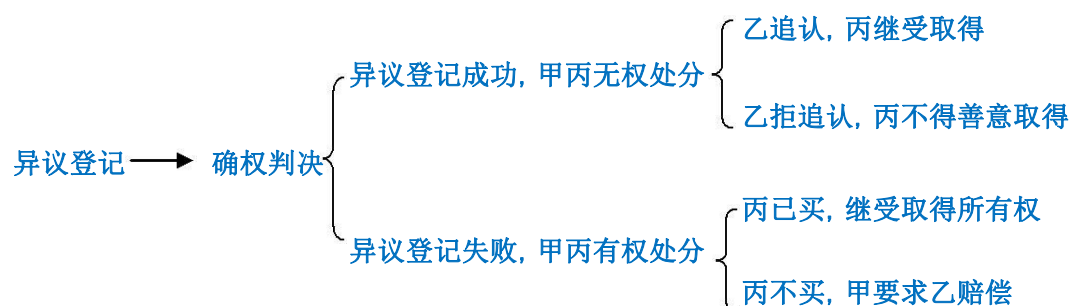 异议登记
确权判决
异议登记成功, 甲丙无权处分
乙追认, 丙继受取得
乙拒追认, 丙不得善意取得
异议登记失败, 甲丙有权处分
丙已买, 继受取得所有权
丙不买, 甲要求乙赔偿